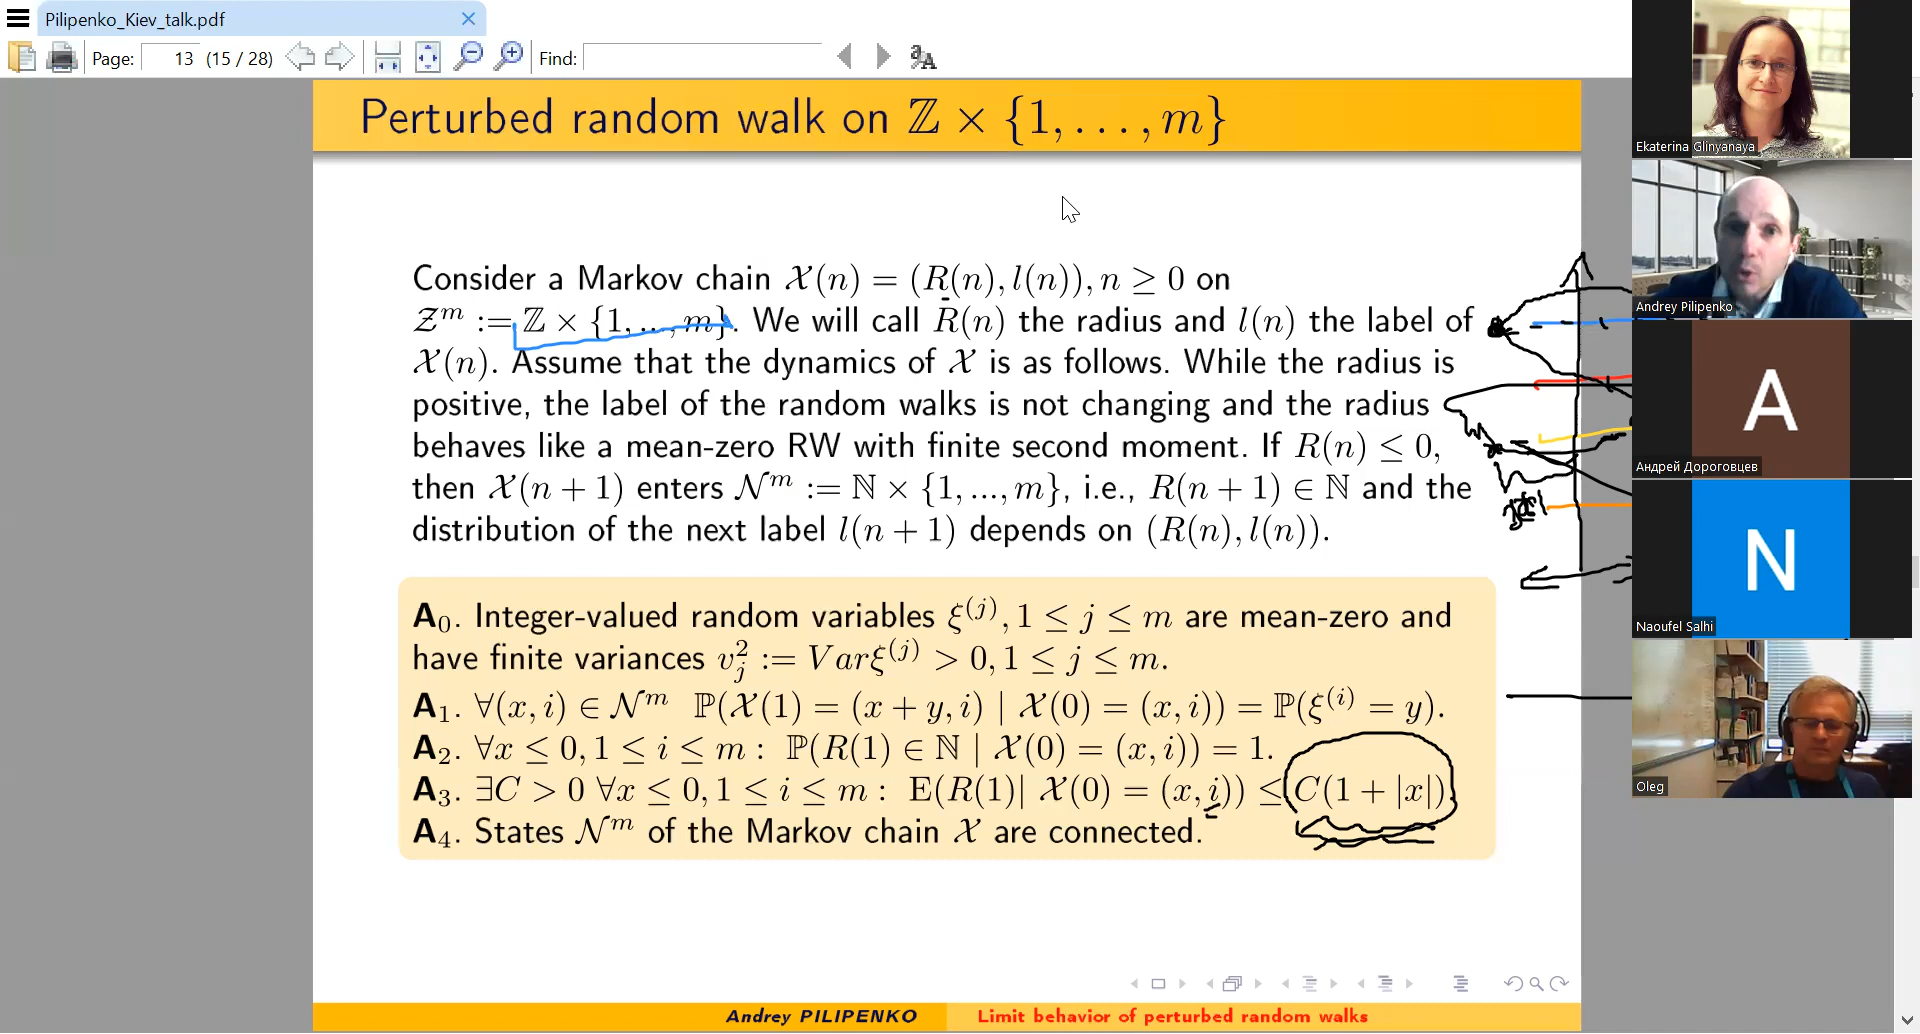 Pilipenko_Kiev_talk.pdf
Page: 13 (15 / 28) Find:
Perturbed random walk on ℤ × {1, . . . , m}
Consider a Markov chain 𝒳(n) = (R(n), l(n)), n ≥ 0 on
𝒵ᵐ := ℤ × {1, ..., m}. We will call R(n) the radius and l(n) the label of
𝒳(n). Assume that the dynamics of 𝒳 is as follows. While the radius is
positive, the label of the random walks is not changing and the radius
behaves like a mean-zero RW with finite second moment. If R(n) ≤ 0,
then 𝒳(n + 1) enters 𝒩ᵐ := ℕ × {1, ..., m}, i.e., R(n + 1) ∈ ℕ and the
distribution of the next label l(n + 1) depends on (R(n), l(n)).
A₀. Integer-valued random variables ξ⁽ʲ⁾, 1 ≤ j ≤ m are mean-zero and
have finite variances v²ⱼ := Varξ⁽ʲ⁾ > 0, 1 ≤ j ≤ m.
A₁. ∀(x, i) ∈ 𝒩ᵐ ℙ(𝒳(1) = (x + y, i) | 𝒳(0) = (x, i)) = ℙ(ξ⁽ⁱ⁾ = y).
A₂. ∀x ≤ 0, 1 ≤ i ≤ m : ℙ(R(1) ∈ ℕ | 𝒳(0) = (x, i)) = 1.
A₃. ∃C > 0 ∀x ≤ 0, 1 ≤ i ≤ m : E(R(1)| 𝒳(0) = (x, i)) ≤ C(1 + |x|).
A₄. States 𝒩ᵐ of the Markov chain 𝒳 are connected.
Andrey PILIPENKO Limit behavior of perturbed random walks
Ekaterina Glinyanaya
Andrey Pilipenko
A
Андрей Дороговцев
N
Naoufel Salhi
Oleg